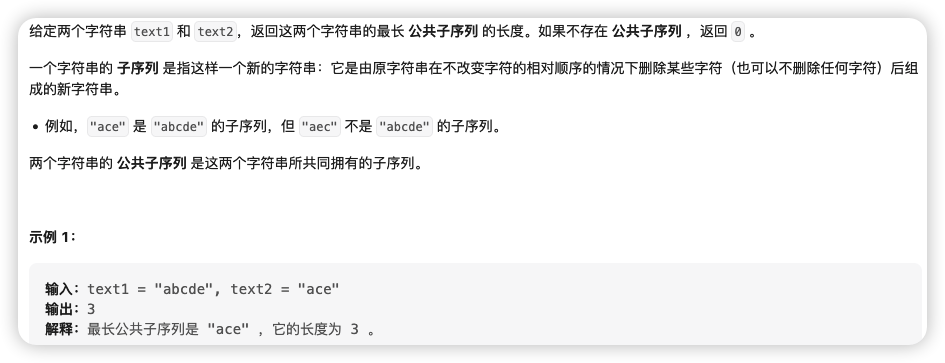 给定两个字符串 text1 和 text2，返回这两个字符串的最长 公共子序列 的长度。如果不存在 公共子序列 ，返回 0 。
一个字符串的 子序列 是指这样一个新的字符串：它是由原字符串在不改变字符的相对顺序的情况下删除某些字符（也可以不删除任何字符）后组
成的新字符串。
• 例如，"ace" 是 "abcde" 的子序列，但 "aec" 不是 "abcde" 的子序列。
两个字符串的 公共子序列 是这两个字符串所共同拥有的子序列。
示例 1：
输入：text1 = "abcde", text2 = "ace"
输出：3
解释：最长公共子序列是 "ace" ，它的长度为 3 。